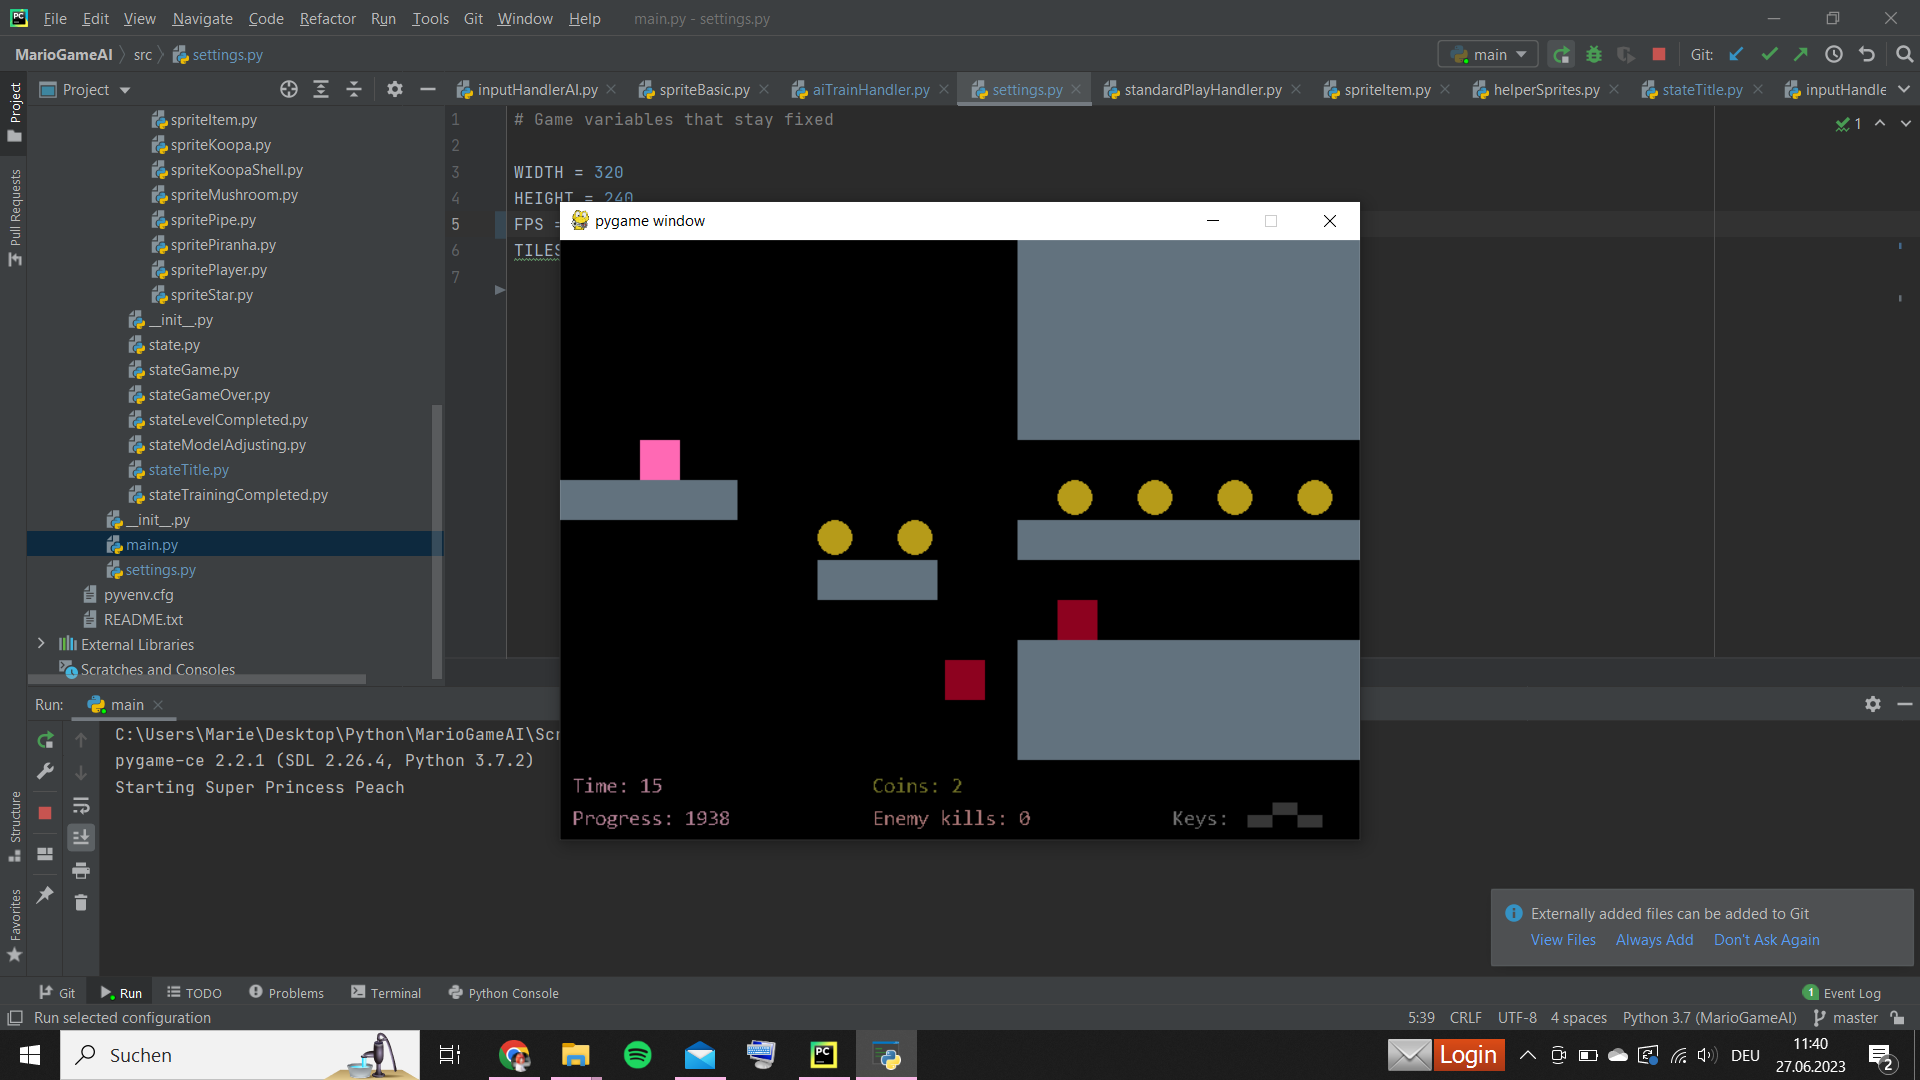 PC File Edit View Navigate Code Refactor Run Tools Git Window Help main.py - settings.py
MarioGameAI src settings.py main Git:
Project inputHandlerAI.py spriteBasic.py aiTrainHandler.py settings.py standardPlayHandler.py spriteItem.py helperSprites.py stateTitle.py inputHandle
Project
Pull Requests
Structure
Favorites
spriteItem.py
spriteKoopa.py
spriteKoopaShell.py
spriteMushroom.py
spritePipe.py
spritePiranha.py
spritePlayer.py
spriteStar.py
__init__.py
state.py
stateGame.py
stateGameOver.py
stateLevelCompleted.py
stateModelAdjusting.py
stateTitle.py
stateTrainingCompleted.py
__init__.py
main.py
settings.py
pyvenv.cfg
README.txt
External Libraries
Scratches and Consoles
1 # Game variables that stay fixed
2
3 WIDTH = 320
4 HEIGHT = 240
5 FPS =
6 TILES
7
1
pygame window
Time: 15 Coins: 2
Progress: 1938 Enemy kills: 0 Keys:
Run: main
C:\Users\Marie\Desktop\Python\MarioGameAI\Scr
pygame-ce 2.2.1 (SDL 2.26.4, Python 3.7.2)
Starting Super Princess Peach
Externally added files can be added to Git
View Files Always Add Don't Ask Again
Git Run TODO Problems Terminal Python Console 1 Event Log
Run selected configuration 5:39 CRLF UTF-8 4 spaces Python 3.7 (MarioGameAI) master
Suchen PC Login DEU 11:40
27.06.2023 2